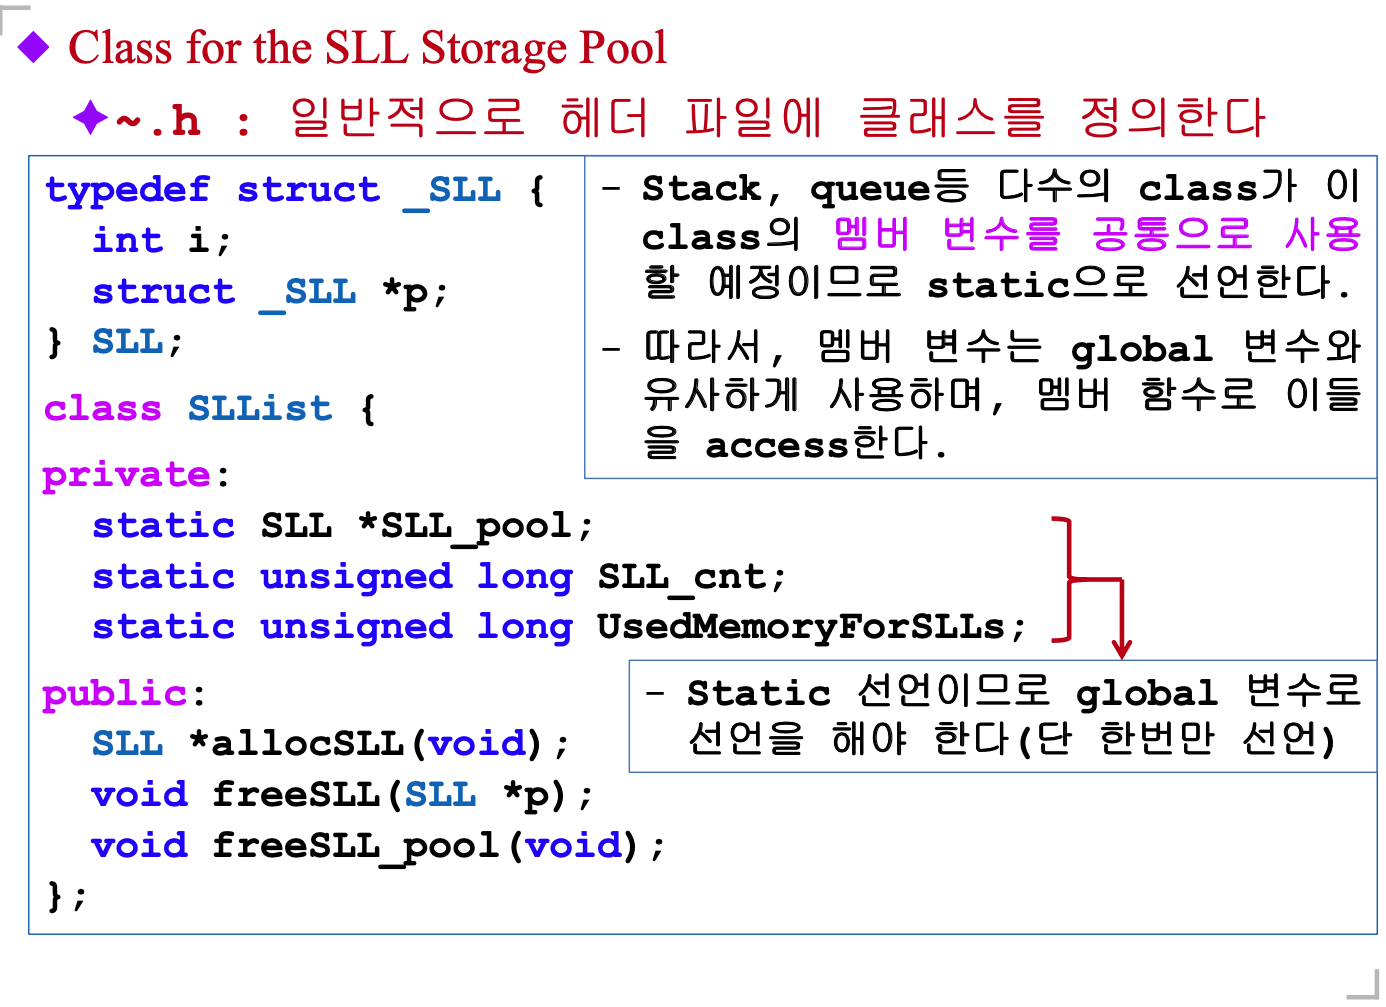 Class for the SLL Storage Pool
~.h : 일반적으로 헤더 파일에 클래스를 정의한다
typedef struct _SLL {
int i;
struct _SLL *p;
} SLL;
class SLList {
private:
static SLL *SLL_pool;
static unsigned long SLL_cnt;
static unsigned long UsedMemoryForSLLs;
public:
SLL *allocSLL(void);
void freeSLL(SLL *p);
void freeSLL_pool(void);
};
- Stack, queue등 다수의 class가 이
class의 멤버 변수를 공통으로 사용
할 예정이므로 static으로 선언한다.
- 따라서, 멤버 변수는 global 변수와
유사하게 사용하며, 멤버 함수로 이들
을 access한다.
- Static 선언이므로 global 변수로
선언을 해야 한다(단 한번만 선언)